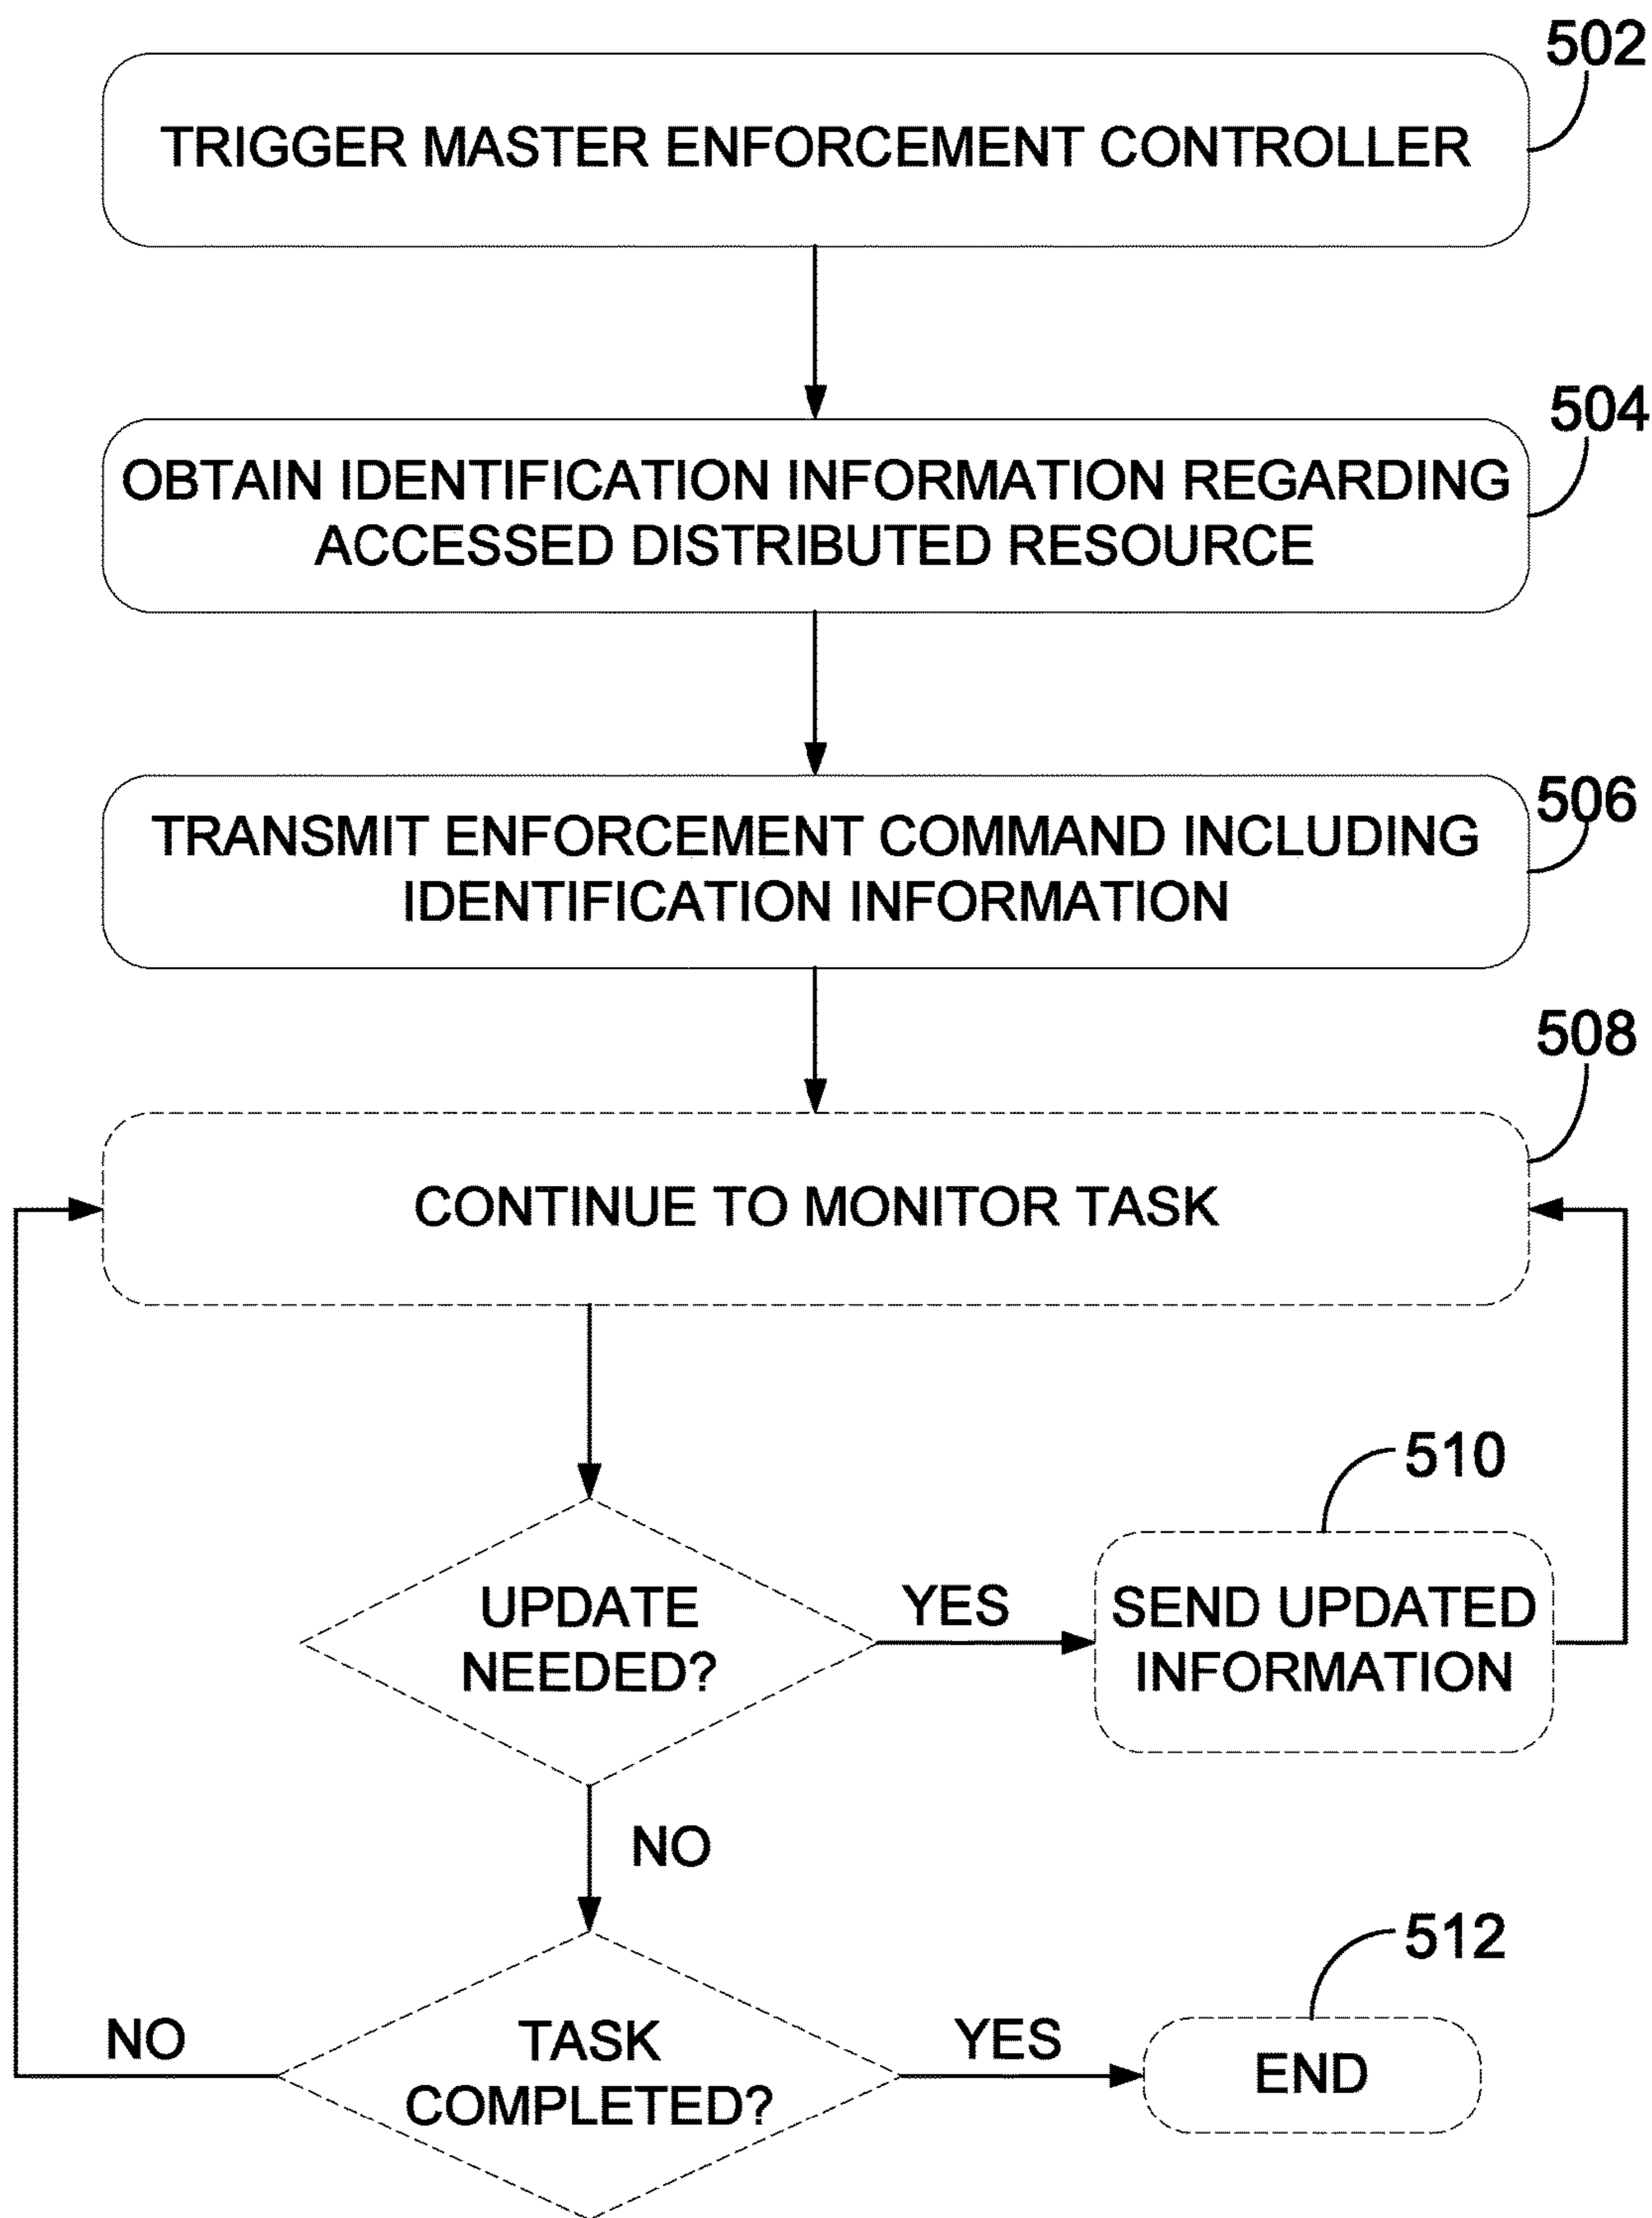 502
TRIGGER MASTER ENFORCEMENT CONTROLLER
504
OBTAIN IDENTIFICATION INFORMATION REGARDING
ACCESSED DISTRIBUTED RESOURCE
506
TRANSMIT ENFORCEMENT COMMAND INCLUDING
IDENTIFICATION INFORMATION
508
CONTINUE TO MONITOR TASK
510
UPDATE
NEEDED?
YES
SEND UPDATED
INFORMATION
NO
512
NO
TASK
COMPLETED?
YES
END